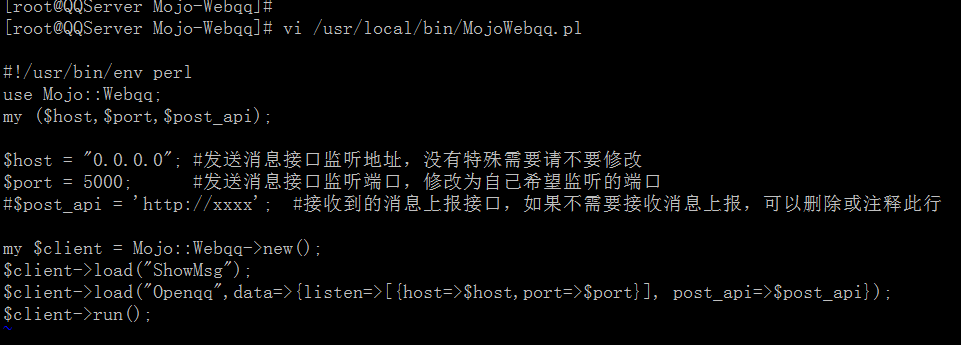 [root@QQServer Mojo-Webqq]#
[root@QQServer Mojo-Webqq]# vi /usr/local/bin/MojoWebqq.pl
#!/usr/bin/env perl
use Mojo::Webqq;
my ($host,$port,$post_api);
$host = "0.0.0.0"; #发送消息接口监听地址，没有特殊需要请不要修改
$port = 5000;      #发送消息接口监听端口，修改为自己希望监听的端口
#$post_api = 'http://xxxx';  #接收到的消息上报接口，如果不需要接收消息上报，可以删除或注释此行
my $client = Mojo::Webqq->new();
$client->load("ShowMsg");
$client->load("Openqq",data=>{listen=>[{host=>$host,port=>$port}], post_api=>$post_api});
$client->run();
~